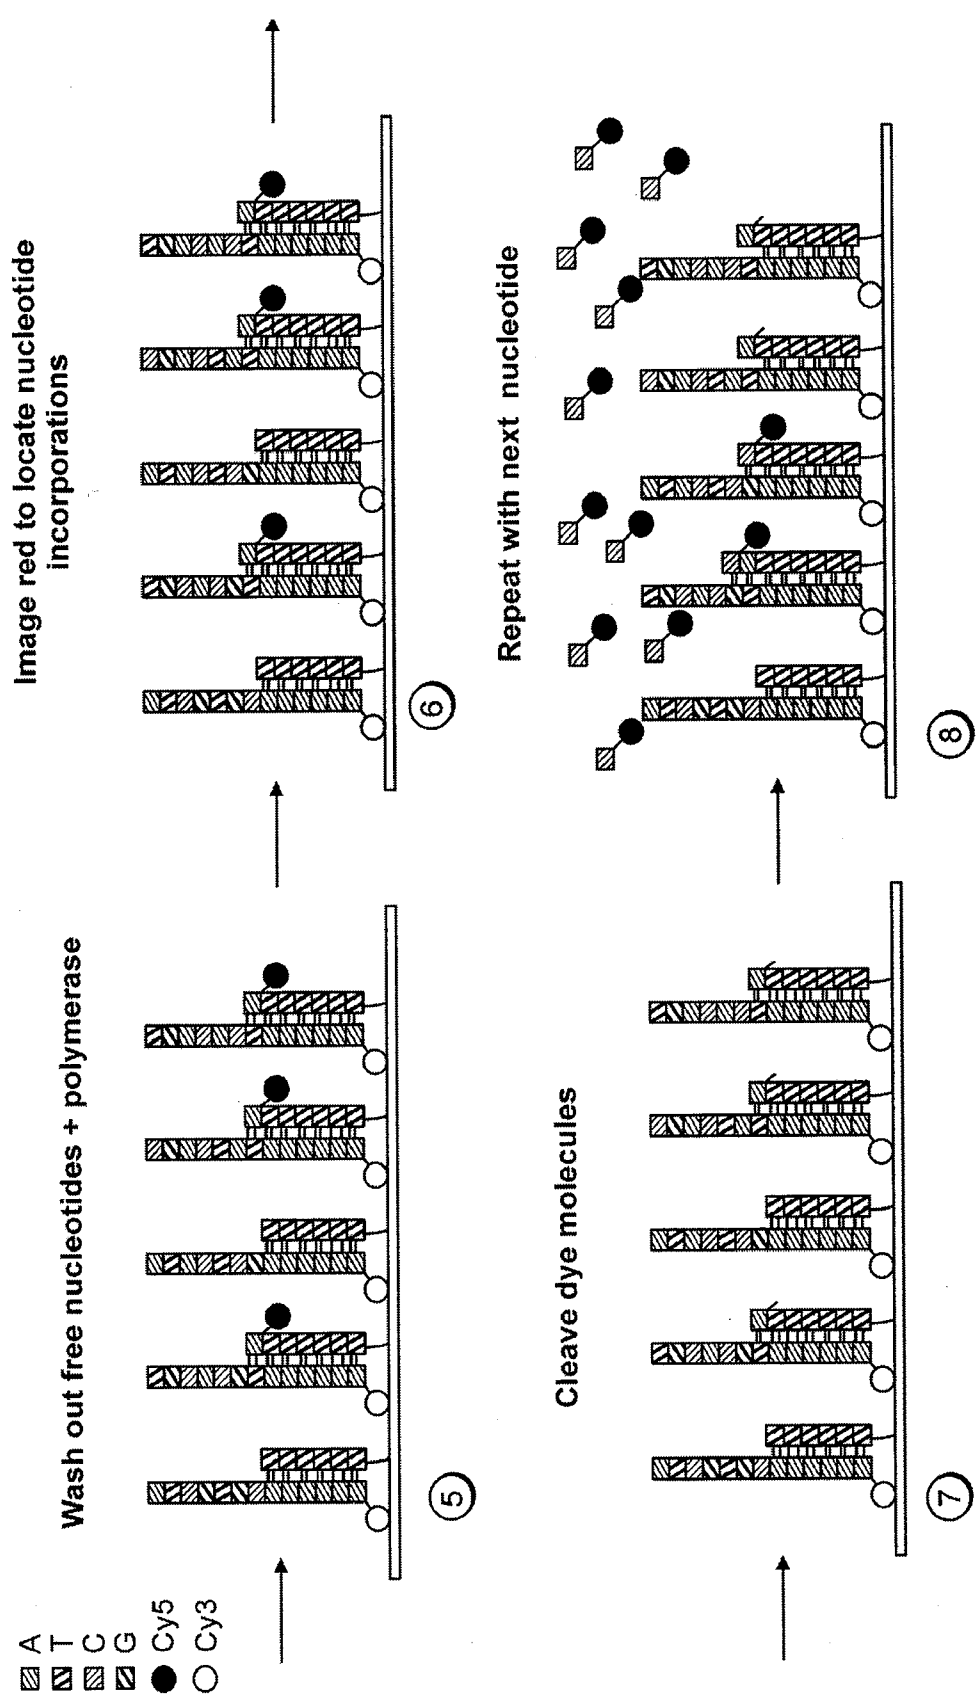 A
T
C
G
Cy5
Cy3
Wash out free nucleotides + polymerase
5
Image red to locate nucleotide
incorporations
6
Cleave dye molecules
7
Repeat with next nucleotide
8